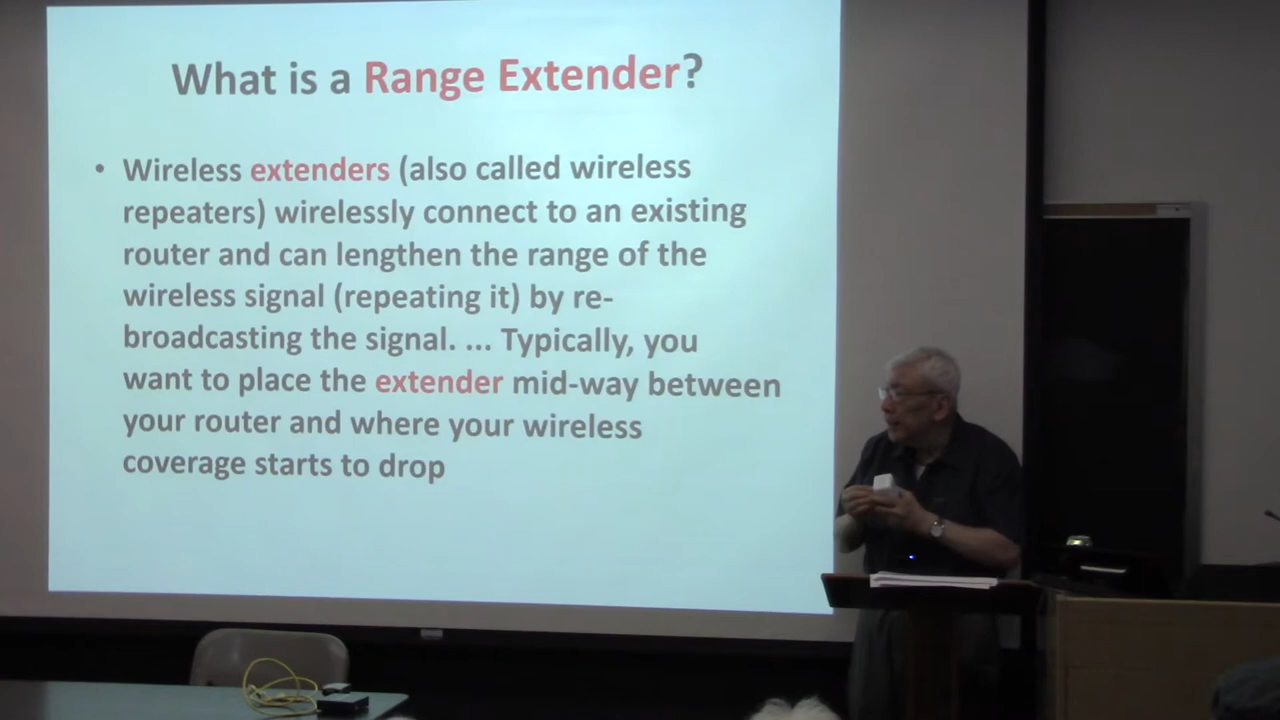 What is a Range Extender?
• Wireless extenders (also called wireless
repeaters) wirelessly connect to an existing
router and can lengthen the range of the
wireless signal (repeating it) by re-
broadcasting the signal. ... Typically, you
want to place the extender mid-way between
your router and where your wireless
coverage starts to drop